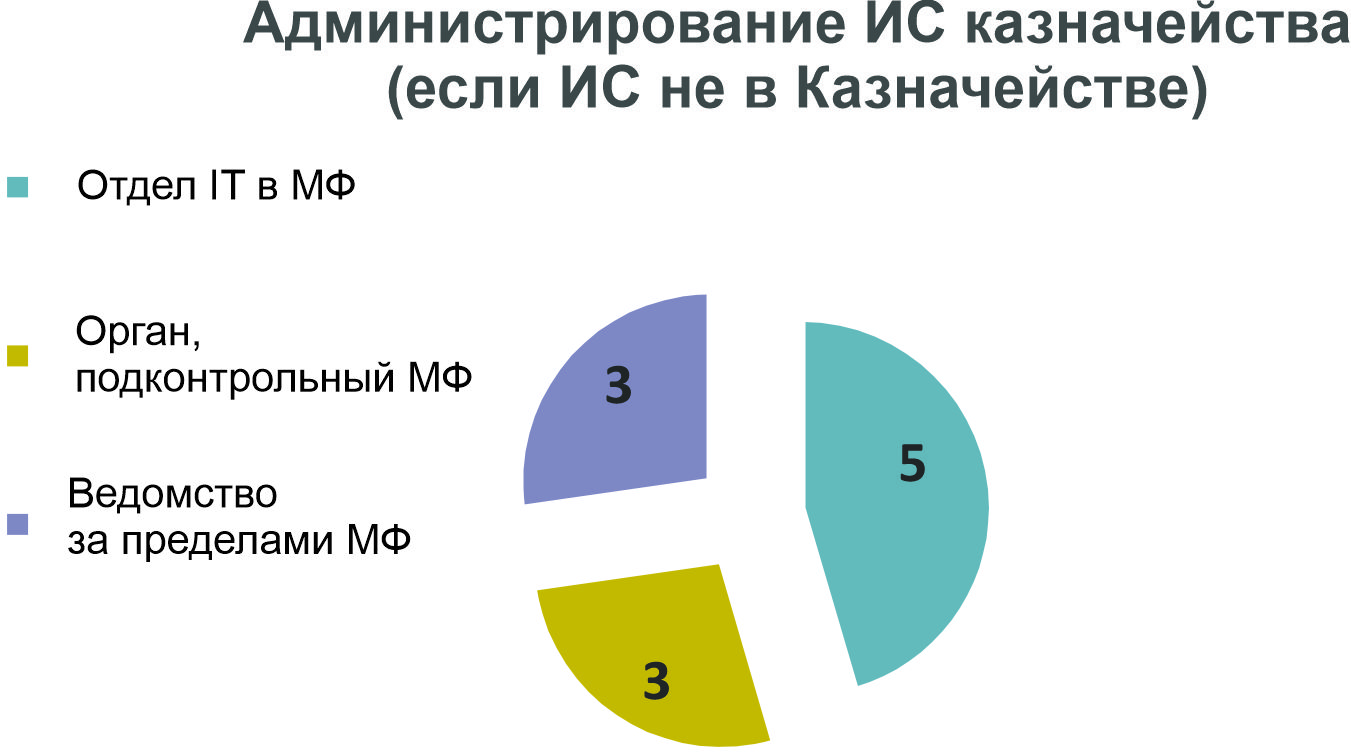 Администрирование ИС казначейства
(если ИС не в Казначействе)
Отдел IT в МФ
Орган,
подконтрольный МФ
Ведомство
за пределами МФ
3
5
3